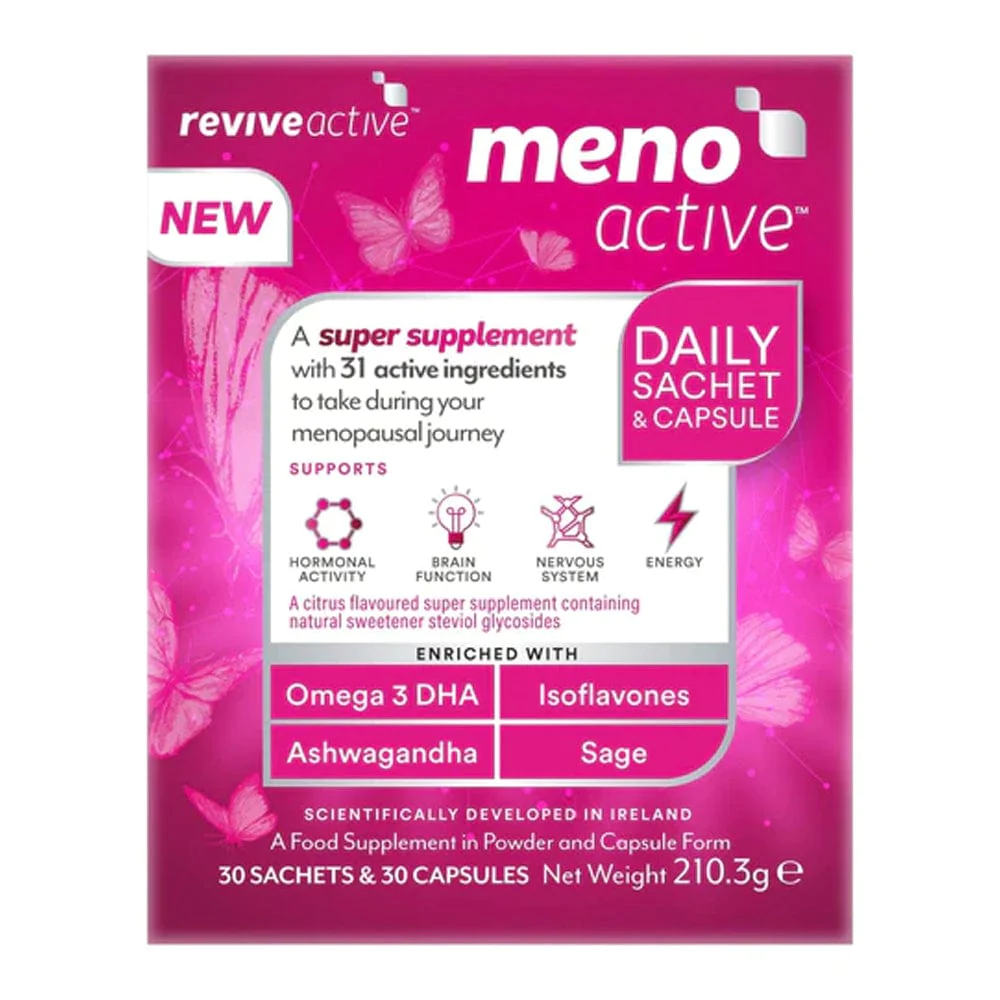 reviveactive™
meno
active™
NEW
A super supplement
with 31 active ingredients
to take during your
menopausal journey
DAILY
SACHET
& CAPSULE
SUPPORTS
HORMONAL
ACTIVITY
BRAIN
FUNCTION
NERVOUS
SYSTEM
ENERGY
A citrus flavoured super supplement containing
natural sweetener steviol glycosides
ENRICHED WITH
Omega 3 DHA
Isoflavones
Ashwagandha
Sage
SCIENTIFICALLY DEVELOPED IN IRELAND
A Food Supplement in Powder and Capsule Form
30 SACHETS & 30 CAPSULES Net Weight 210.3g ℮